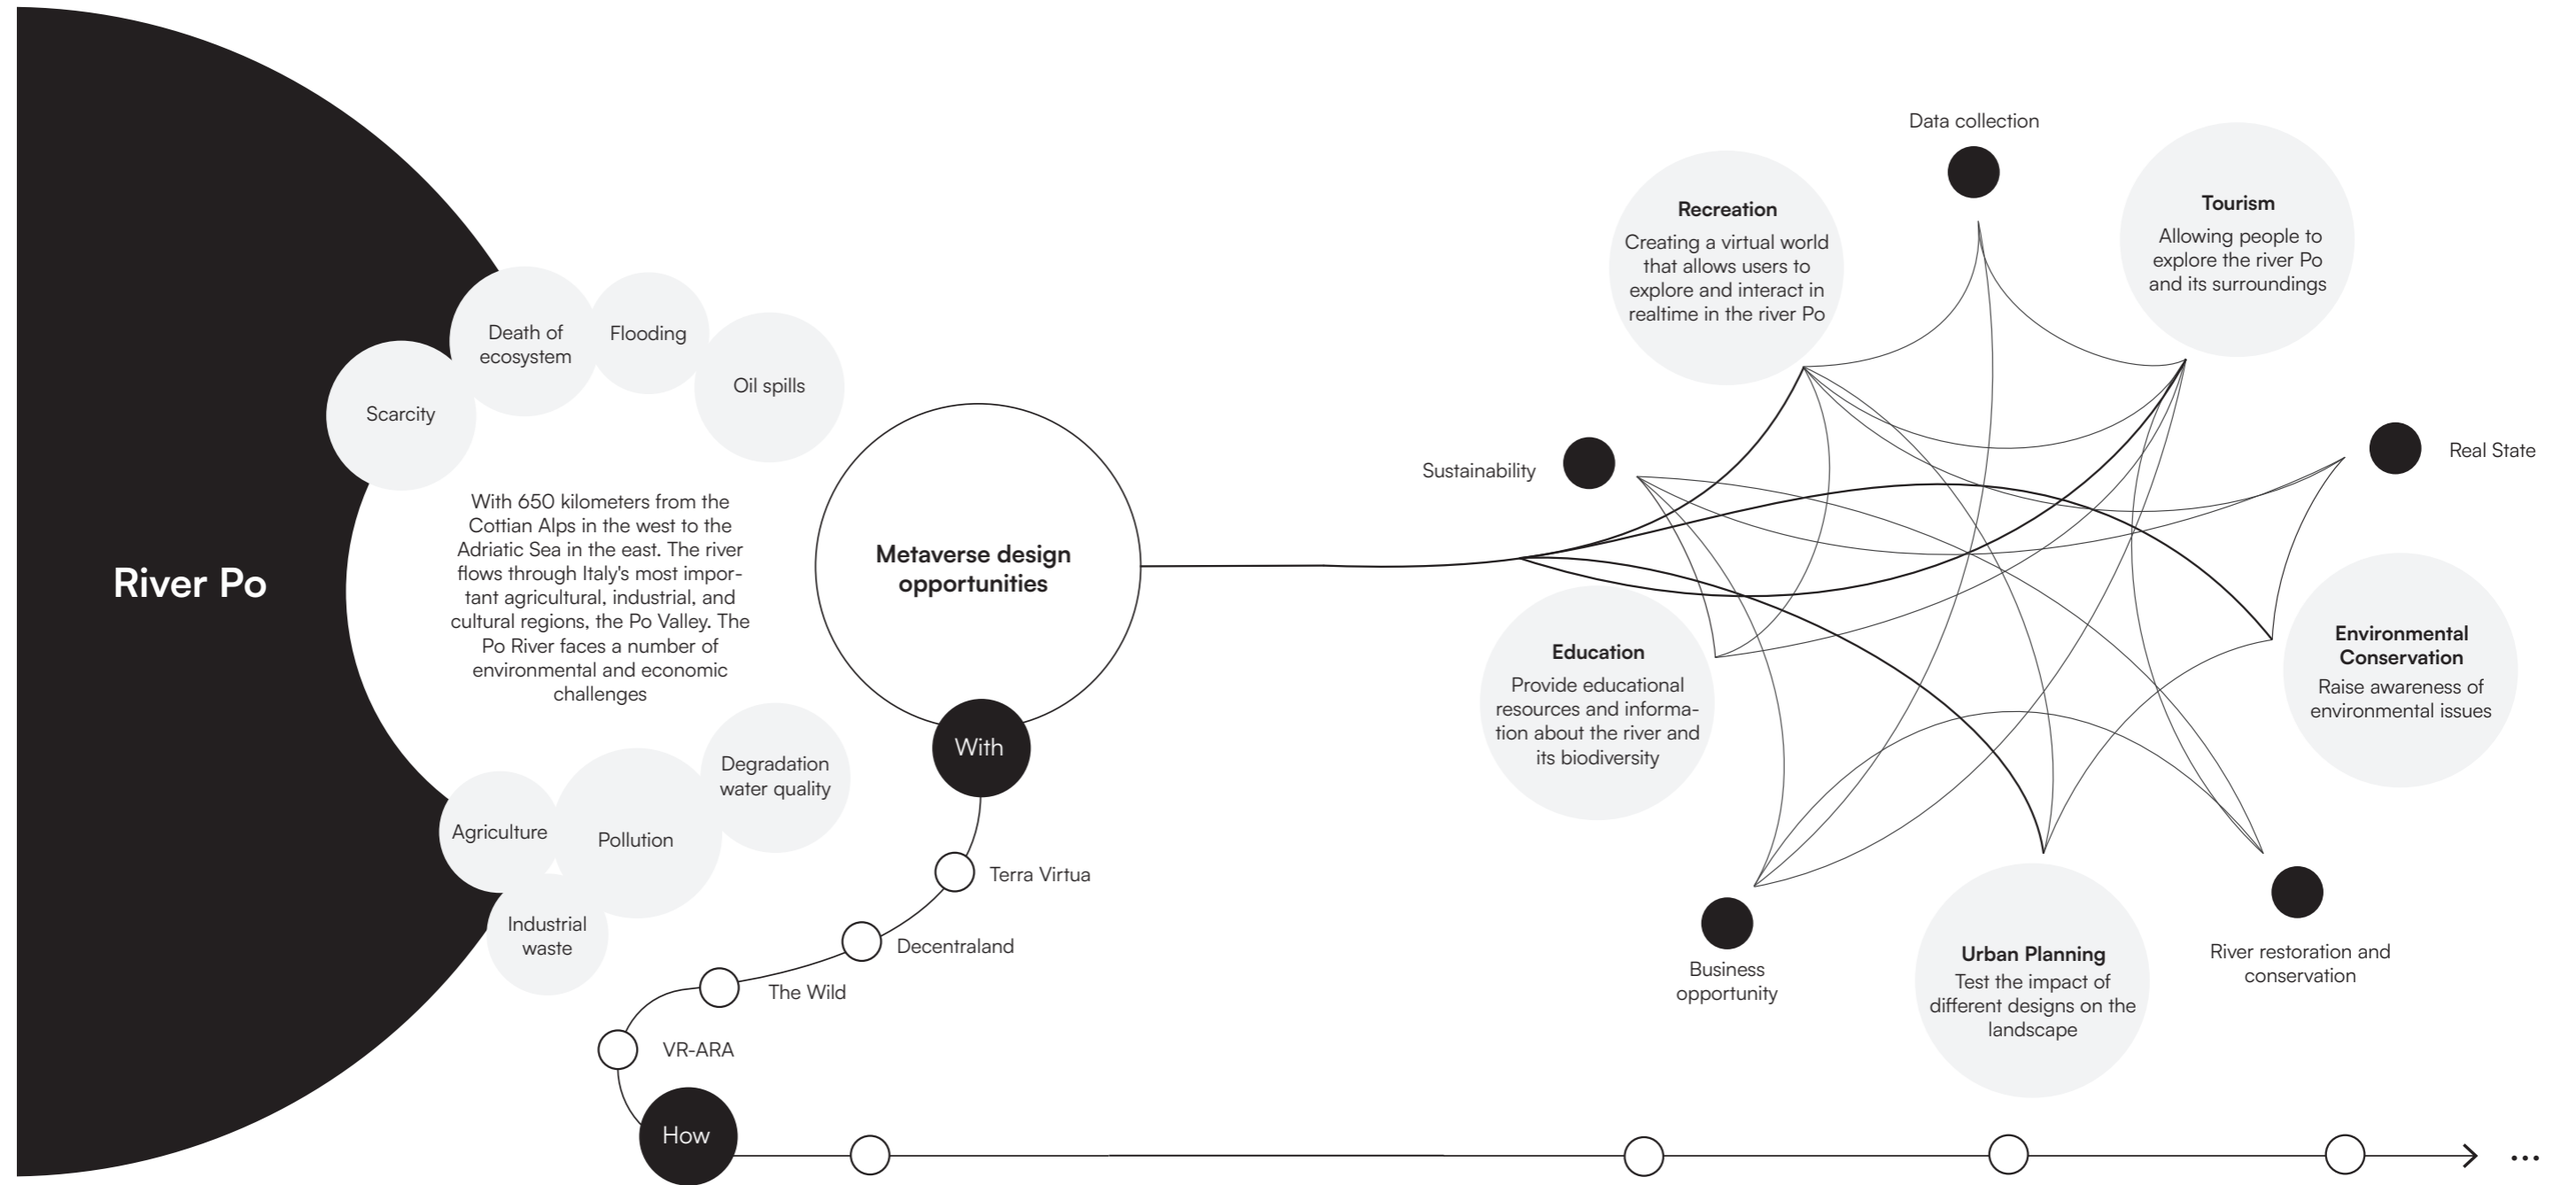 River Po
Scarcity
Death of
ecosystem
Flooding
Oil spills
With 650 kilometers from the
Cottian Alps in the west to the
Adriatic Sea in the east. The river
flows through Italy's most impor-
tant agricultural, industrial, and
cultural regions, the Po Valley. The
Po River faces a number of
environmental and economic
challenges
Agriculture
Pollution
Degradation
water quality
Industrial
waste
Metaverse design
opportunities
With
Terra Virtua
Decentraland
The Wild
VR-ARA
How
Data collection
Recreation
Creating a virtual world
that allows users to
explore and interact in
realtime in the river Po
Tourism
Allowing people to
explore the river Po
and its surroundings
Sustainability
Real State
Education
Provide educational
resources and informa-
tion about the river and
its biodiversity
Environmental
Conservation
Raise awareness of
environmental issues
Business
opportunity
Urban Planning
Test the impact of
different designs on the
landscape
River restoration and
conservation
...